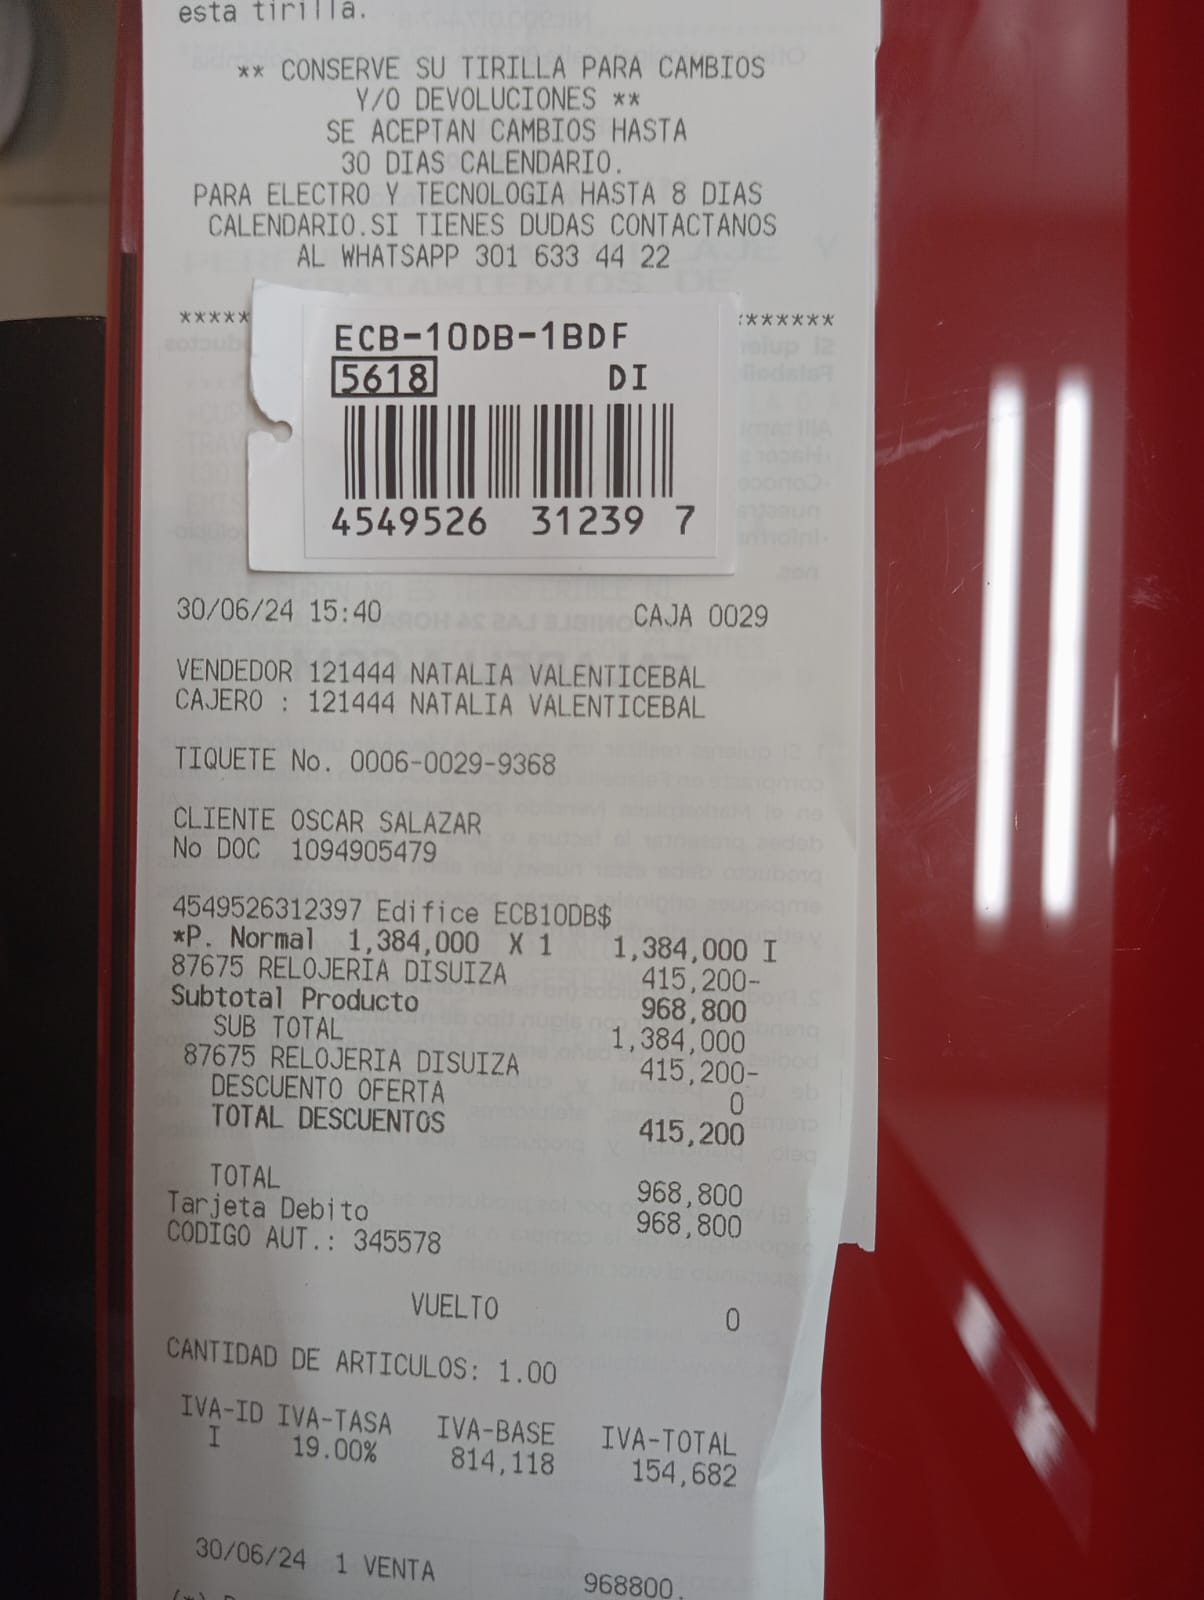 esta tirilla.
** CONSERVE SU TIRILLA PARA CAMBIOS
Y/O DEVOLUCIONES **
SE ACEPTAN CAMBIOS HASTA
30 DIAS CALENDARIO.
PARA ELECTRO Y TECNOLOGIA HASTA 8 DIAS
CALENDARIO.SI TIENES DUDAS CONTACTANOS
AL WHATSAPP 301 633 44 22
***** ******
ECB-10DB-1BDF
5618 DI
4549526 31239 7
30/06/24 15:40 CAJA 0029
VENDEDOR 121444 NATALIA VALENTICEBAL
CAJERO : 121444 NATALIA VALENTICEBAL
TIQUETE No. 0006-0029-9368
CLIENTE OSCAR SALAZAR
No DOC 1094905479
4549526312397 Edifice ECB10DB$
*P. Normal 1,384,000 X 1 1,384,000 I
87675 RELOJERIA DISUIZA 415,200-
Subtotal Producto 968,800
SUB TOTAL 1,384,000
87675 RELOJERIA DISUIZA 415,200-
DESCUENTO OFERTA 0
TOTAL DESCUENTOS 415,200
TOTAL 968,800
Tarjeta Debito 968,800
CODIGO AUT.: 345578
VUELTO 0
CANTIDAD DE ARTICULOS: 1.00
IVA-ID IVA-TASA IVA-BASE IVA-TOTAL
I 19.00% 814,118 154,682
30/06/24 1 VENTA 968800.